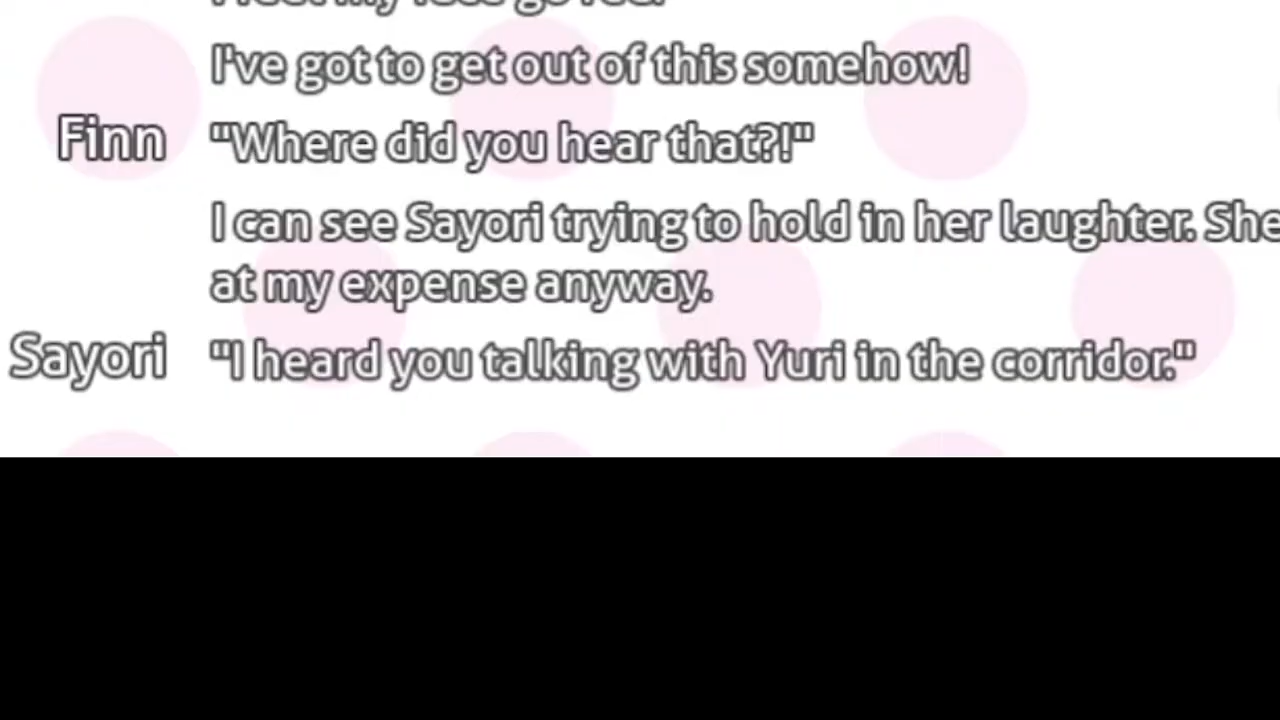 I've got to get out of this somehow!
Finn "Where did you hear that?!"
I can see Sayori trying to hold in her laughter. She
at my expense anyway.
Sayori "I heard you talking with Yuri in the corridor."